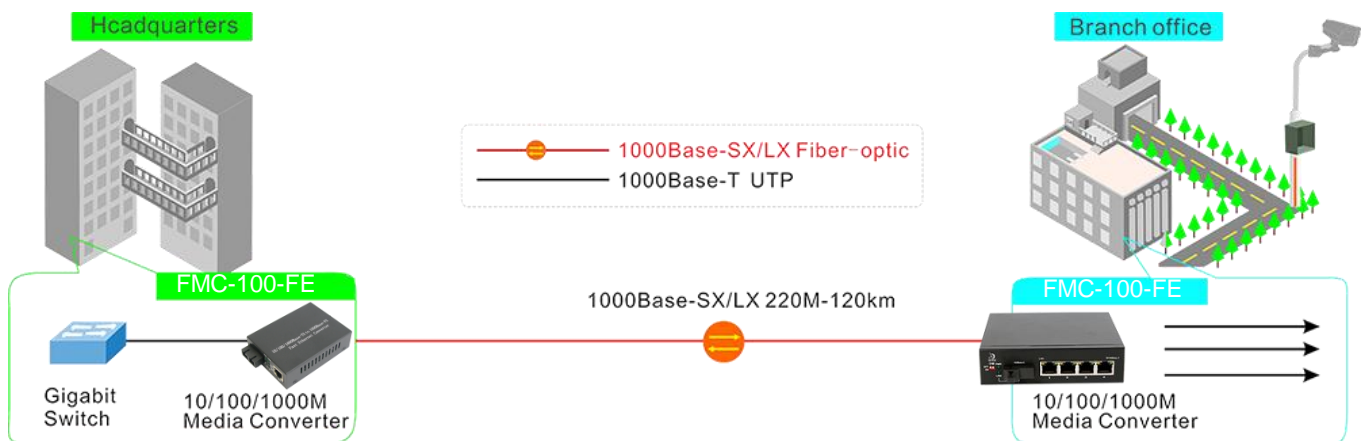 Hcadquarters
Branch office
1000Base-SX/LX Fiber-optic
1000Base-T UTP
FMC-100-FE
FMC-100-FE
1000Base-SX/LX 220M-120km
Gigabit
Switch
10/100/1000M
Media Converter
10/100/1000M
Media Converter